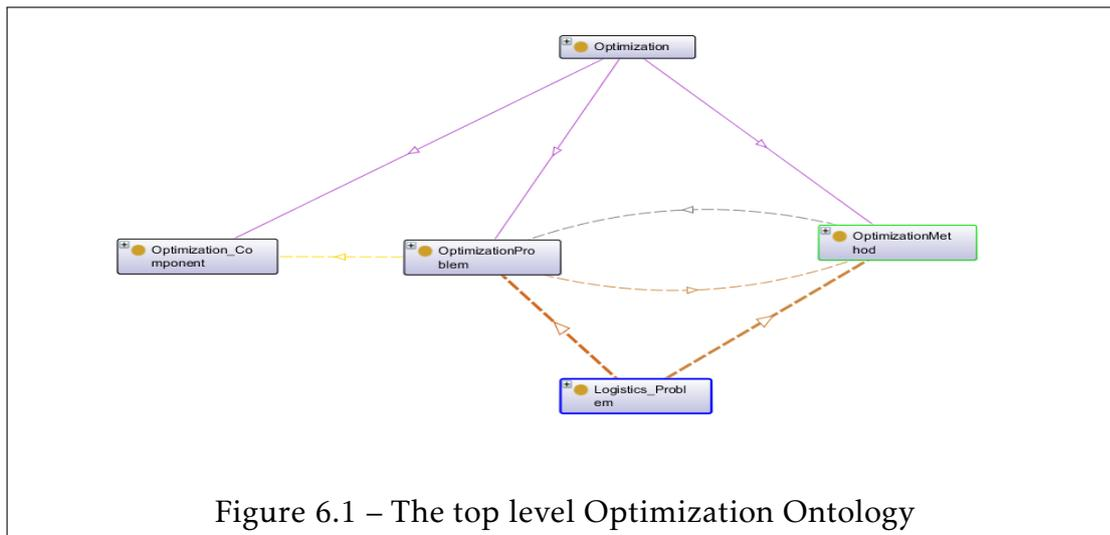 Optimization
Optimization_Co
mponent
OptimizationPro
blem
OptimizationMet
hod
Logistics_Probl
em
Figure 6.1 – The top level Optimization Ontology